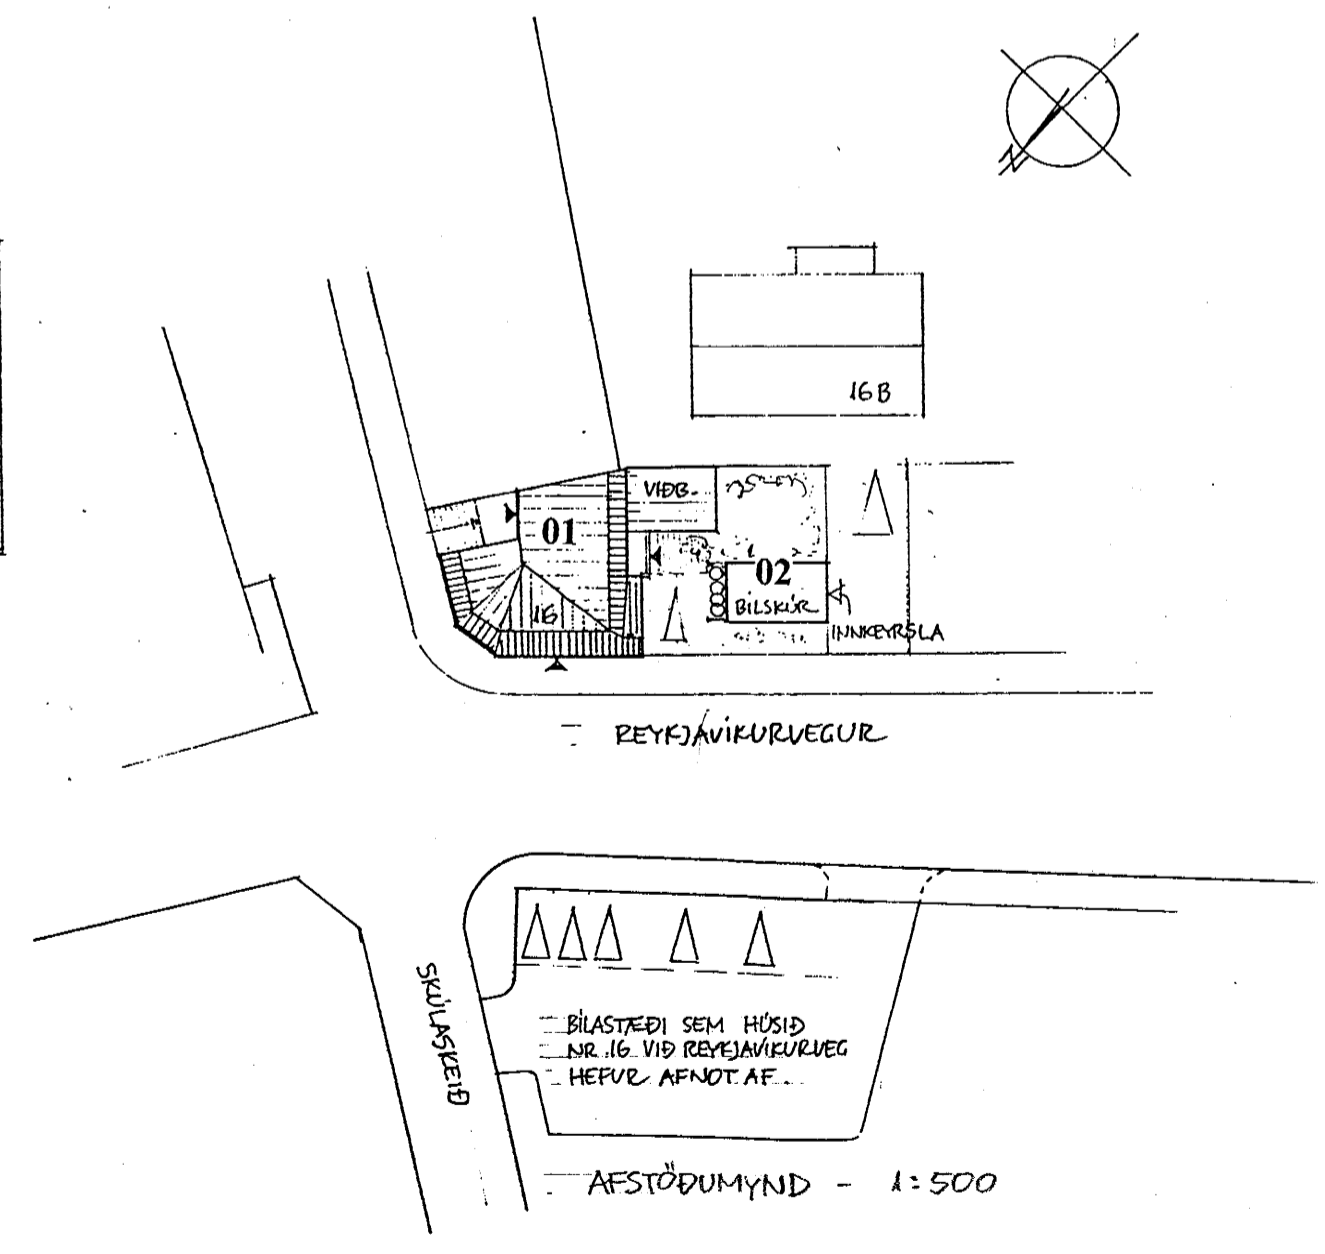 N
16B
VIÐB.
01
02
16
BÍLSKÚR
INNKEYRSLA
REYKJAVÍKURVEGUR
SKÚLASKEIÐ
BÍLASTÆÐI SEM HÚSIÐ
NR. 16 VIÐ REYKJAVÍKURVEG
HEFUR AFNOT AF.
AFSTÖÐUMYND - 1:500